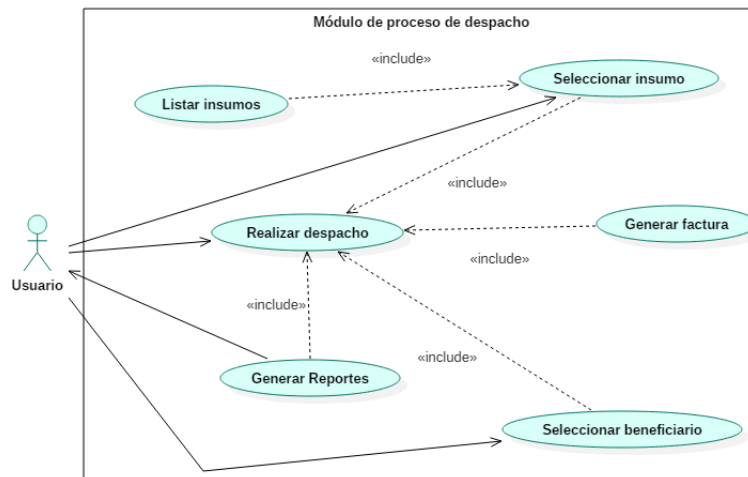 Módulo de proceso de despacho
«include»
Seleccionar insumo
Listar insumos
«include»
Realizar despacho
Generar factura
«include»
Usuario
«include»
«include»
Generar Reportes
Seleccionar beneficiario